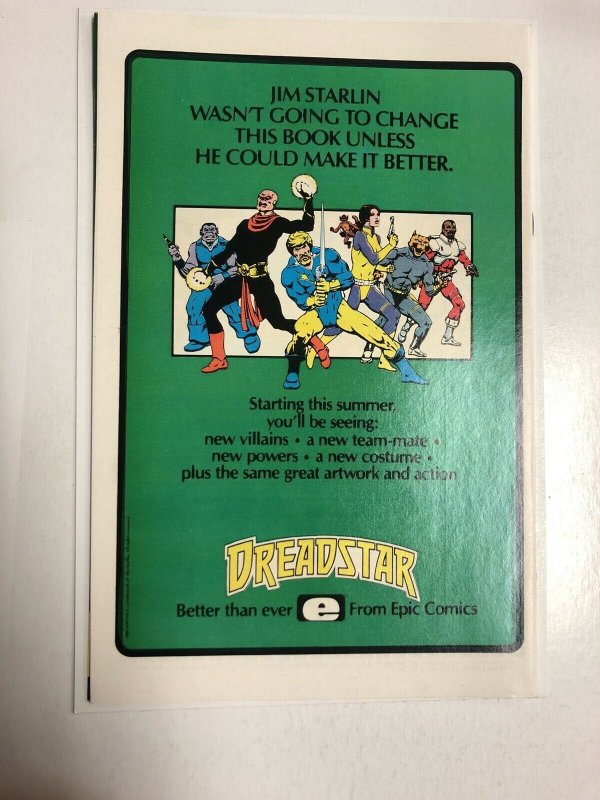 JIM STARLIN
WASN'T GOING TO CHANGE
THIS BOOK UNLESS
HE COULD MAKE IT BETTER.
Starting this summer,
you'll be seeing:
new villains • a new team-mate •
new powers • a new costume •
plus the same great artwork and action
DREADSTAR
Better than ever e From Epic Comics